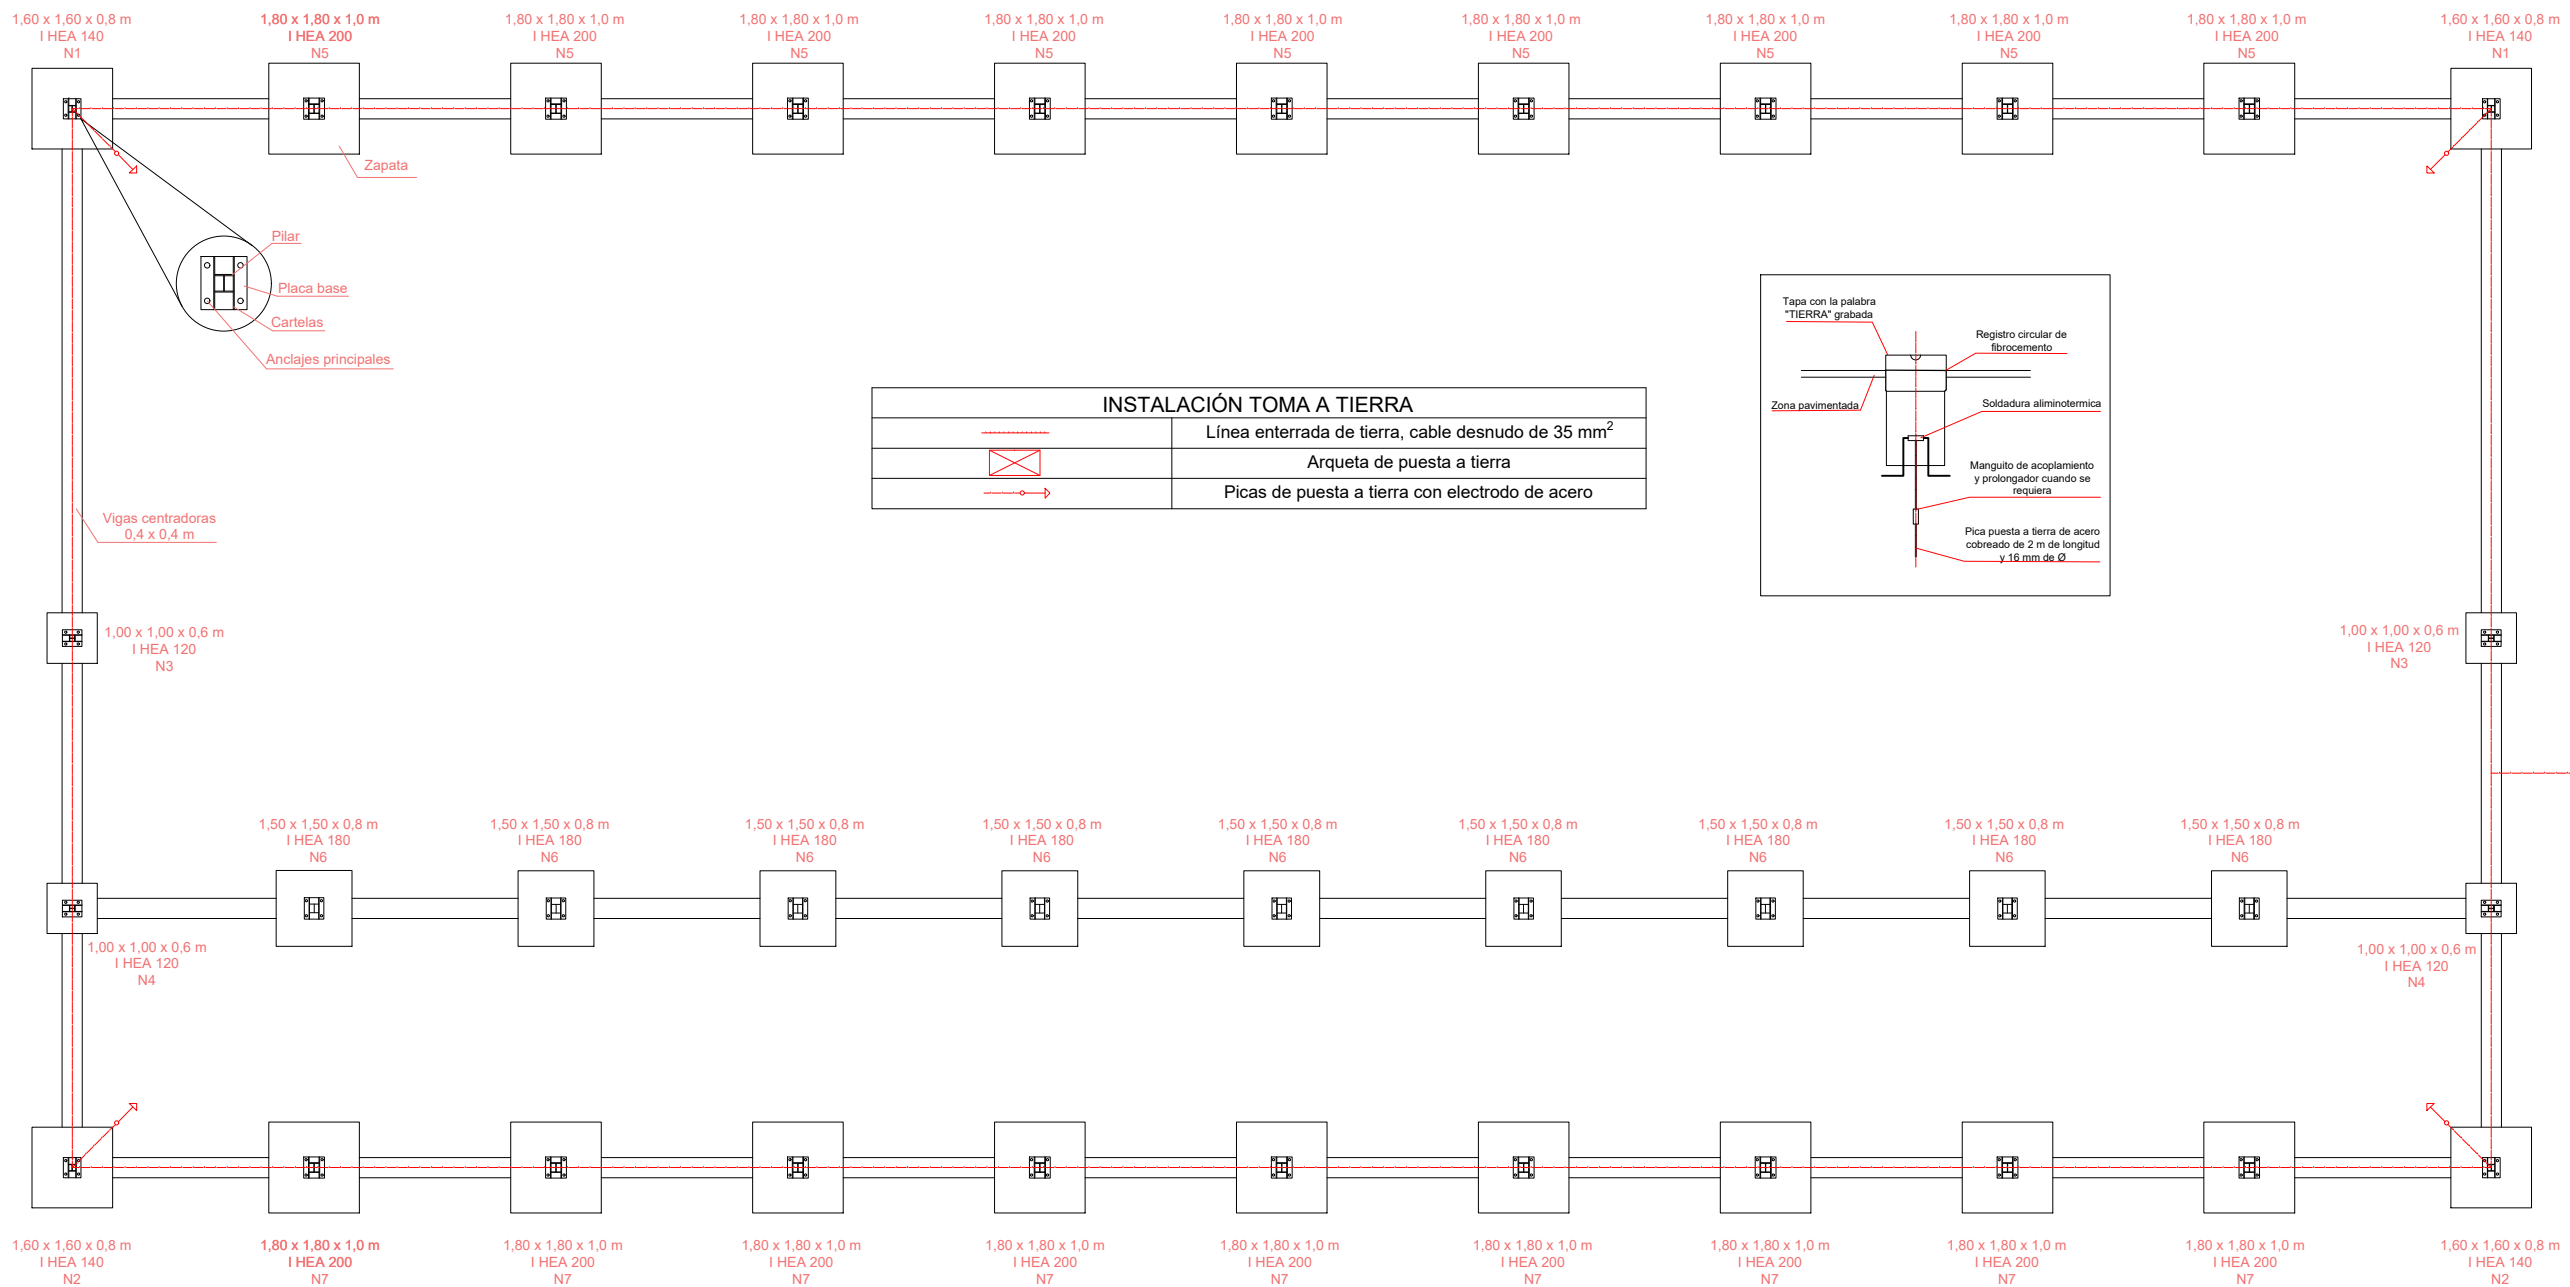 1,60 x 1,60 x 0,8 m
I HEA 140
N1
1,80 x 1,80 x 1,0 m
I HEA 200
N5
1,80 x 1,80 x 1,0 m
I HEA 200
N5
1,80 x 1,80 x 1,0 m
I HEA 200
N5
1,80 x 1,80 x 1,0 m
I HEA 200
N5
1,80 x 1,80 x 1,0 m
I HEA 200
N5
1,80 x 1,80 x 1,0 m
I HEA 200
N5
1,80 x 1,80 x 1,0 m
I HEA 200
N5
1,80 x 1,80 x 1,0 m
I HEA 200
N5
1,80 x 1,80 x 1,0 m
I HEA 200
N5
1,60 x 1,60 x 0,8 m
I HEA 140
N1
Zapata
Pilar
Placa base
Cartelas
Anclajes principales
Tapa con la palabra
"TIERRA" grabada
Registro circular de
fibrocemento
Zona pavimentada
Soldadura aliminotermica
Manguito de acoplamiento
y prolongador cuando se
requiera
Pica puesta a tierra de acero
cobreado de 2 m de longitud
y 16 mm de Ø
INSTALACIÓN TOMA A TIERRA
Línea enterrada de tierra, cable desnudo de 35 mm²
Arqueta de puesta a tierra
Picas de puesta a tierra con electrodo de acero
Vigas centradoras
0,4 x 0,4 m
1,00 x 1,00 x 0,6 m
I HEA 120
N3
1,00 x 1,00 x 0,6 m
I HEA 120
N3
1,50 x 1,50 x 0,8 m
I HEA 180
N6
1,50 x 1,50 x 0,8 m
I HEA 180
N6
1,50 x 1,50 x 0,8 m
I HEA 180
N6
1,50 x 1,50 x 0,8 m
I HEA 180
N6
1,50 x 1,50 x 0,8 m
I HEA 180
N6
1,50 x 1,50 x 0,8 m
I HEA 180
N6
1,50 x 1,50 x 0,8 m
I HEA 180
N6
1,50 x 1,50 x 0,8 m
I HEA 180
N6
1,50 x 1,50 x 0,8 m
I HEA 180
N6
1,00 x 1,00 x 0,6 m
I HEA 120
N4
1,00 x 1,00 x 0,6 m
I HEA 120
N4
1,60 x 1,60 x 0,8 m
I HEA 140
N2
1,80 x 1,80 x 1,0 m
I HEA 200
N7
1,80 x 1,80 x 1,0 m
I HEA 200
N7
1,80 x 1,80 x 1,0 m
I HEA 200
N7
1,80 x 1,80 x 1,0 m
I HEA 200
N7
1,80 x 1,80 x 1,0 m
I HEA 200
N7
1,80 x 1,80 x 1,0 m
I HEA 200
N7
1,80 x 1,80 x 1,0 m
I HEA 200
N7
1,80 x 1,80 x 1,0 m
I HEA 200
N7
1,80 x 1,80 x 1,0 m
I HEA 200
N7
1,60 x 1,60 x 0,8 m
I HEA 140
N2